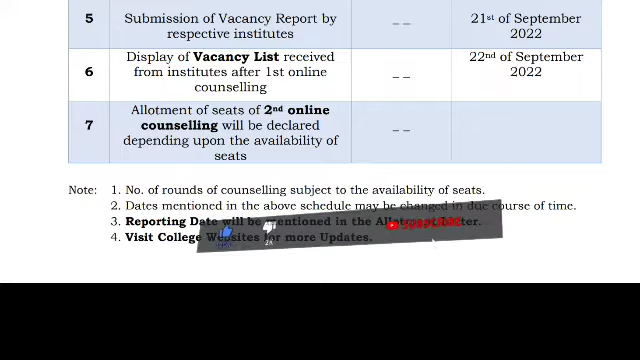 5 Submission of Vacancy Report by respective institutes _ _ 21st of September 2022
6 Display of Vacancy List received from institutes after 1st online counselling _ _ 22nd of September 2022
7 Allotment of seats of 2nd online counselling will be declared depending upon the availability of seats _ _
Note: 1. No. of rounds of counselling subject to the availability of seats.
2. Dates mentioned in the above schedule may be changed in due course of time.
3. Reporting Date will be mentioned in the Allotment Letter.
4. Visit College Websites for more Updates.